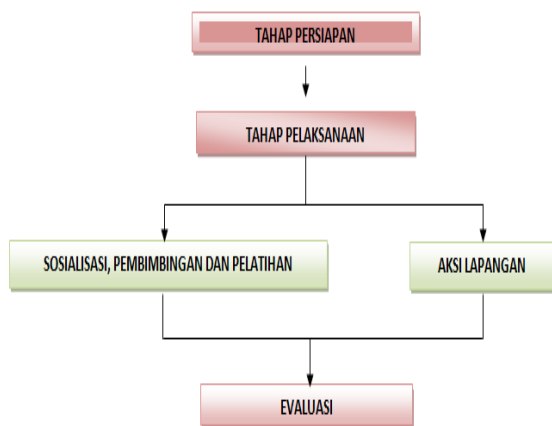 TAHAP PERSIAPAN
TAHAP PELAKSANAAN
SOSIALISASI, PEMBIMBINGAN DAN PELATIHAN
AKSI LAPANGAN
EVALUASI